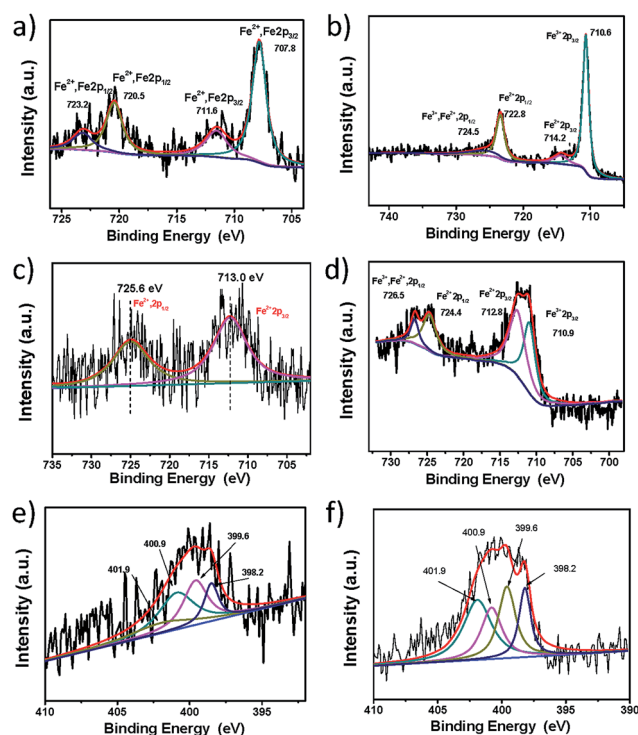 a)
Fe²⁺,Fe2p₃/₂
707.8
Fe²⁺,Fe2p₁/₂
Fe²⁺,Fe2p₁/₂ 720.5
723.2
Fe²⁺,Fe2p₃/₂
711.6
Intensity (a.u.)
725 720 715 710 705
Binding Energy (eV)
b)
Fe²⁺2p₃/₂ 710.6
Fe²⁺2p₁/₂
Fe³⁺,Fe²⁺,2p₁/₂ 722.8
724.5
Fe²⁺2p₃/₂
714.2
Intensity (a.u.)
740 730 720 710
Binding Energy (eV)
c)
725.6 eV
713.0 eV
2p₁/₂
Fe²⁺2p₃/₂
Intensity (a.u.)
735 730 725 720 715 710 705
Binding Energy (eV)
d)
Fe³⁺,Fe²⁺,2p₁/₂
726.5
Fe²⁺2p₁/₂
724.4
Fe²⁺2p₃/₂
712.8
Fe²⁺2p₃/₂
710.9
Intensity (a.u.)
730 725 720 715 710 705 700
Binding Energy (eV)
e)
401.9
400.9
399.6
398.2
Intensity (a.u.)
410 405 400 395
Binding Energy (eV)
f)
401.9
400.9
399.6
398.2
Intensity (a.u.)
410 405 400 395 390
Binding Energy (eV)